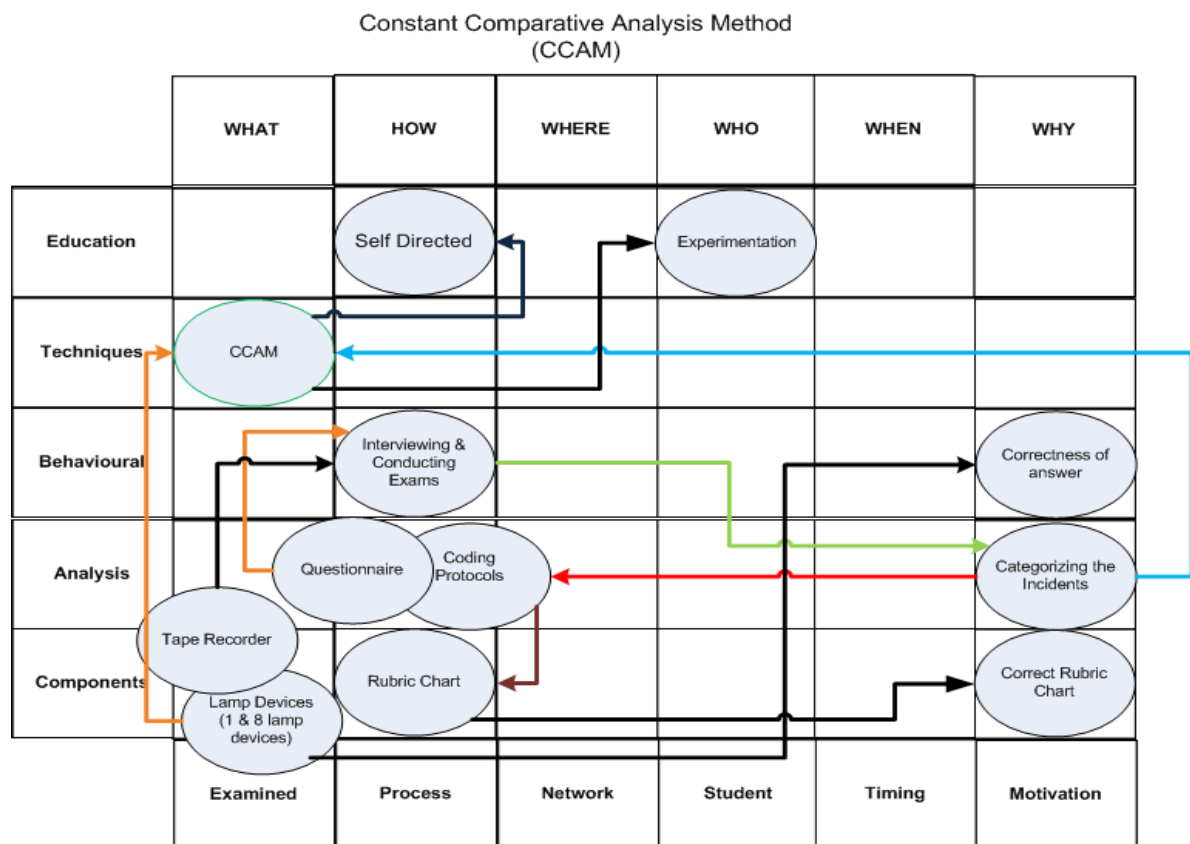 Constant Comparative Analysis Method
(CCAM)
WHAT
HOW
WHERE
WHO
WHEN
WHY
Education
Self Directed
Experimentation
Techniques
CCAM
Behavioural
Interviewing &
Conducting
Exams
Correctness of
answer
Analysis
Questionnaire
Coding
Protocols
Categorizing the
Incidents
Tape Recorder
Components
Lamp Devices
(1 & 8 lamp
devices)
Rubric Chart
Correct Rubric
Chart
Examined
Process
Network
Student
Timing
Motivation